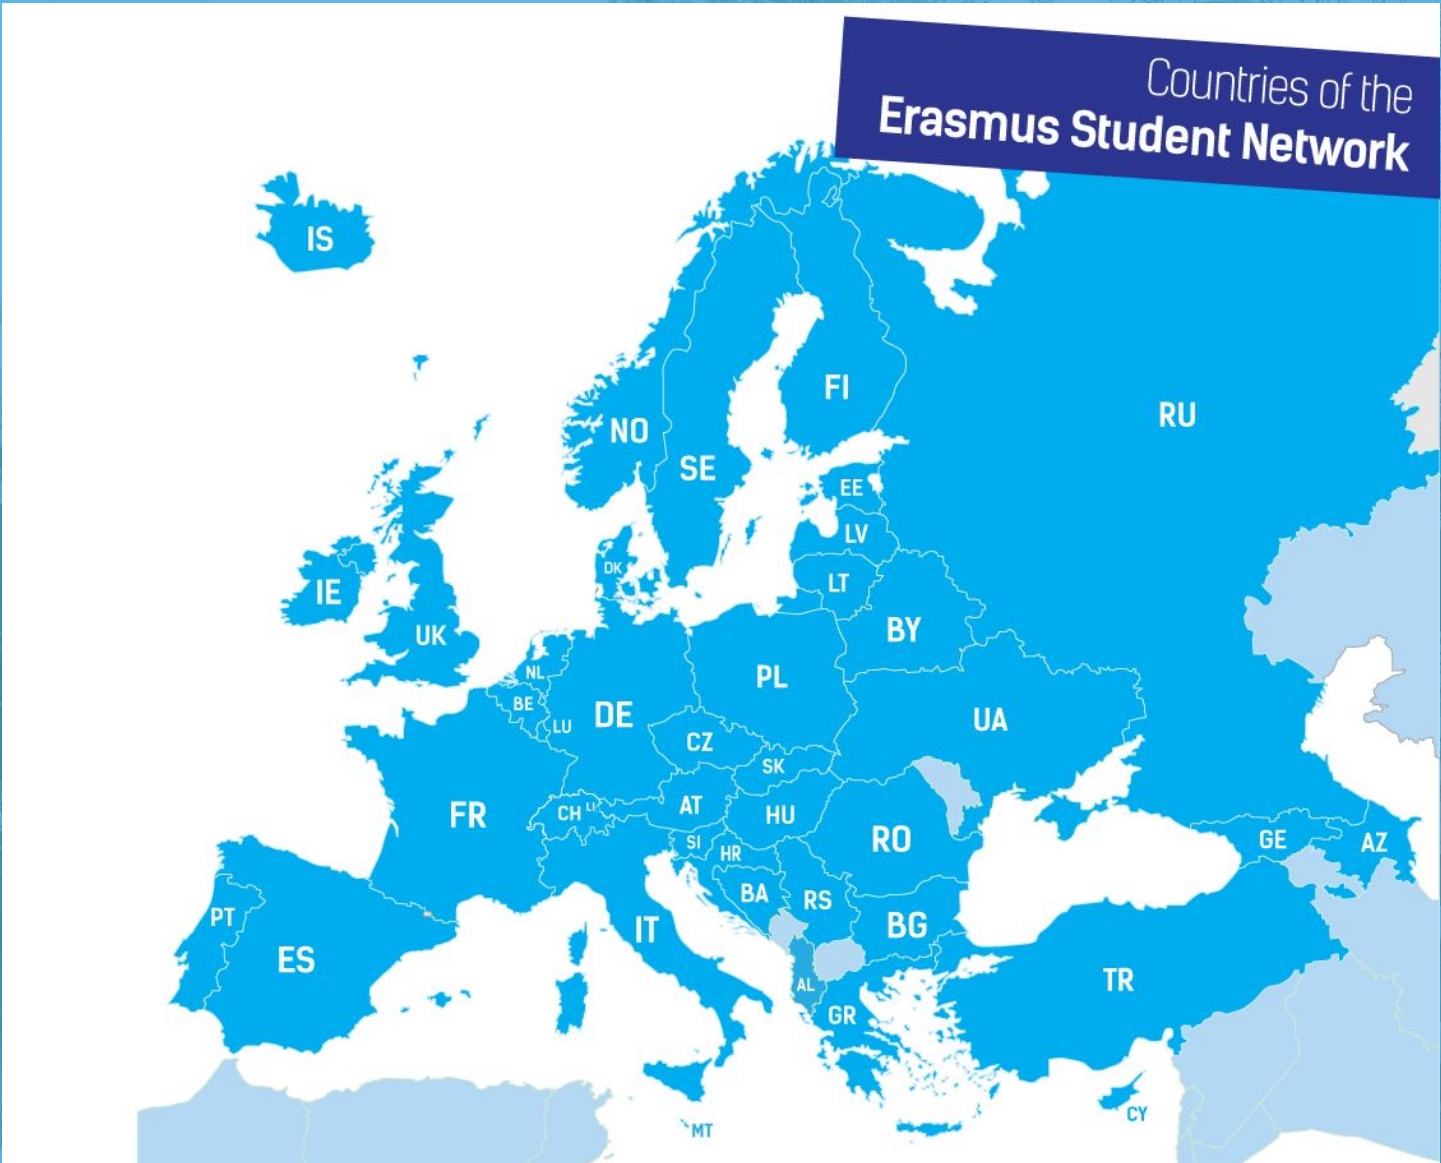 Countries of the
Erasmus Student Network
IS
FI
RU
NO
SE
EE
LV
DK
LT
IE
BY
UK
NL
PL
BE
DE
UA
LU
CZ
SK
AT
LI
CH
HU
FR
RO
GE
AZ
SI
HR
BA
RS
PT
BG
IT
ES
TR
AL
GR
CY
MT